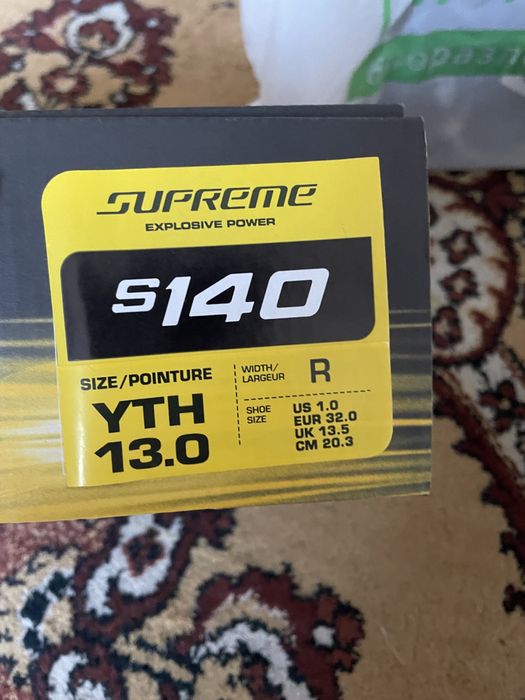 SUPREME
EXPLOSIVE POWER
S140
SIZE/POINTURE
YTH
13.0
WIDTH/
LARGEUR
R
SHOE
SIZE
US 1.0
EUR 32.0
UK 13.5
CM 20.3